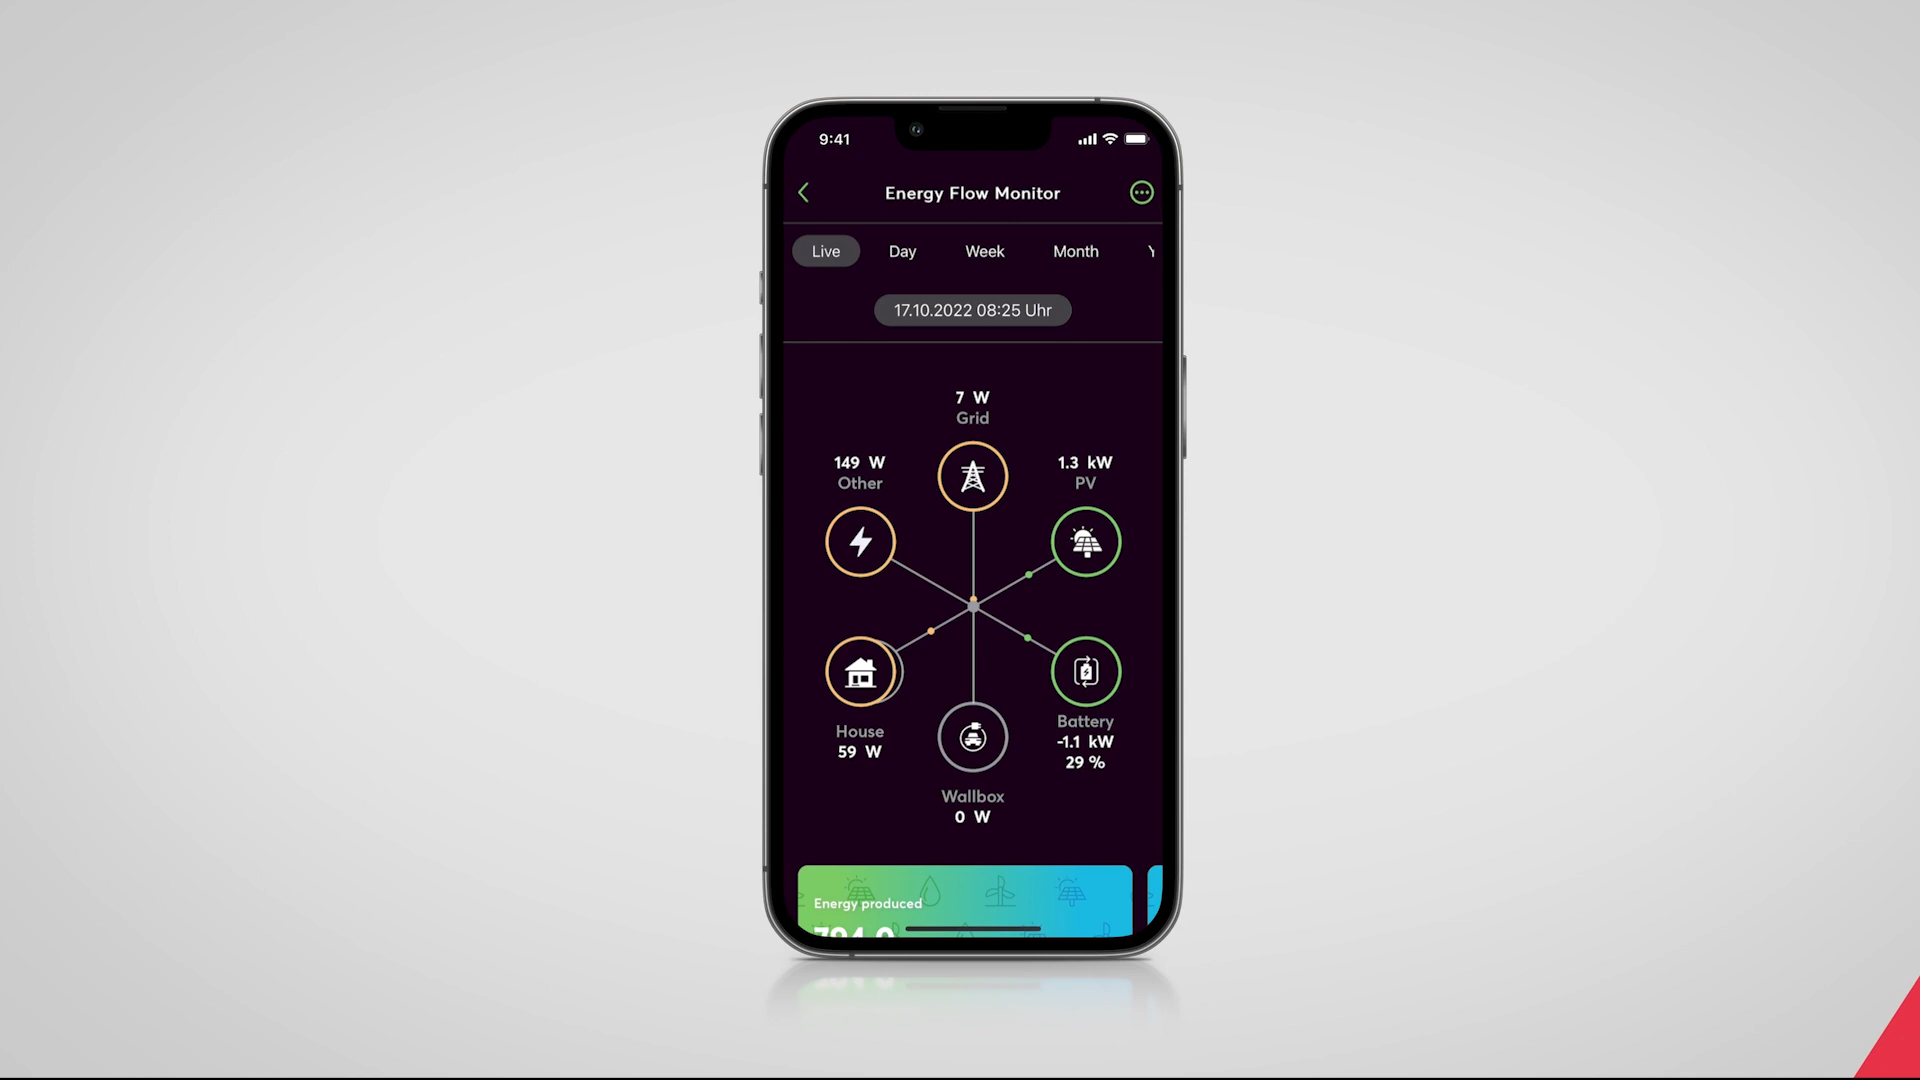 9:41
Energy Flow Monitor
Live Day Week Month Y
17.10.2022 08:25 Uhr
7 W
Grid
149 W
Other
1.3 kW
PV
House
59 W
Battery
-1.1 kW
29 %
Wallbox
0 W
Energy produced